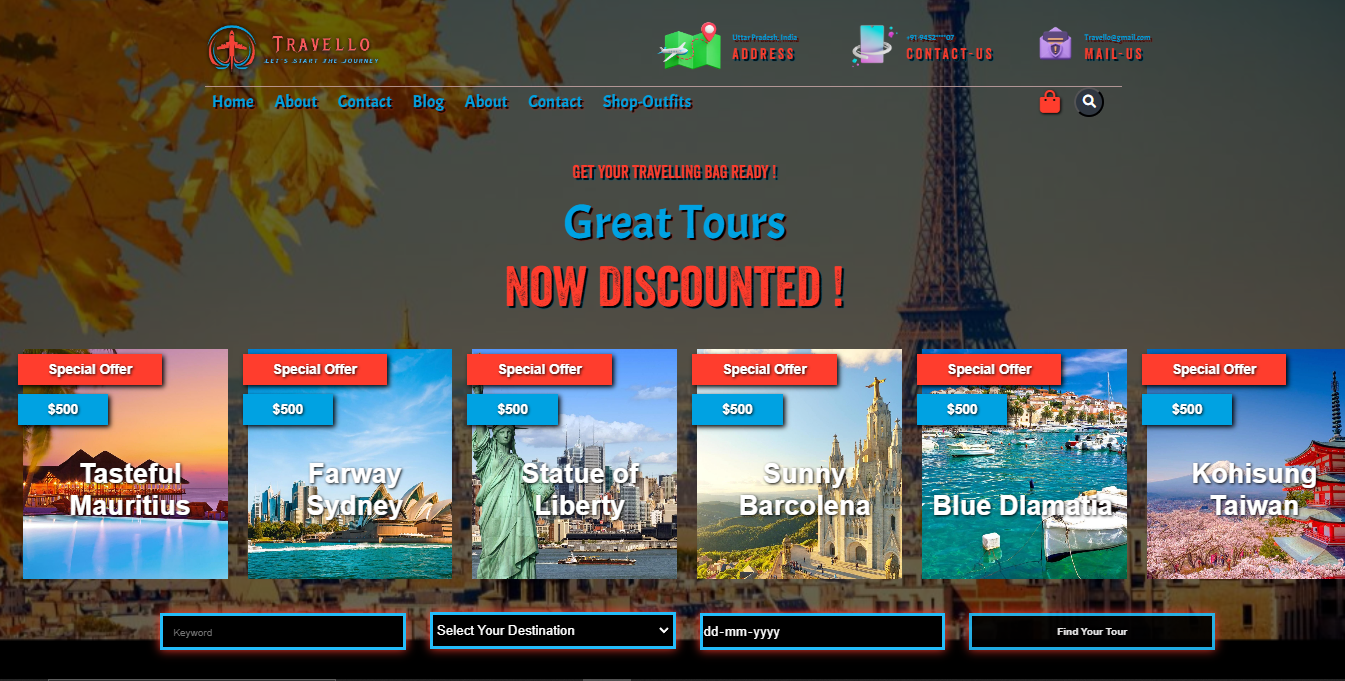 TRAVELLO
LET'S START THE JOURNEY
UttarPradesh, India
ADDRESS
+91-9432****07
CONTACT-US
Travello@gmail.com
MAIL-US
Home About Contact Blog About Contact Shop-Outfits
GET YOUR TRAVELLING BAG READY !
Great Tours
NOW DISCOUNTED !
Special Offer
$500
Tasteful
Mauritius
Special Offer
$500
Farway
Sydney
Special Offer
$500
Statue of
Liberty
Special Offer
$500
Sunny
Barcolena
Special Offer
$500
Blue Dlamatia
Special Offer
$500
Kohisung
Taiwan
Keyword
Select Your Destination
dd-mm-yyyy
Find Your Tour